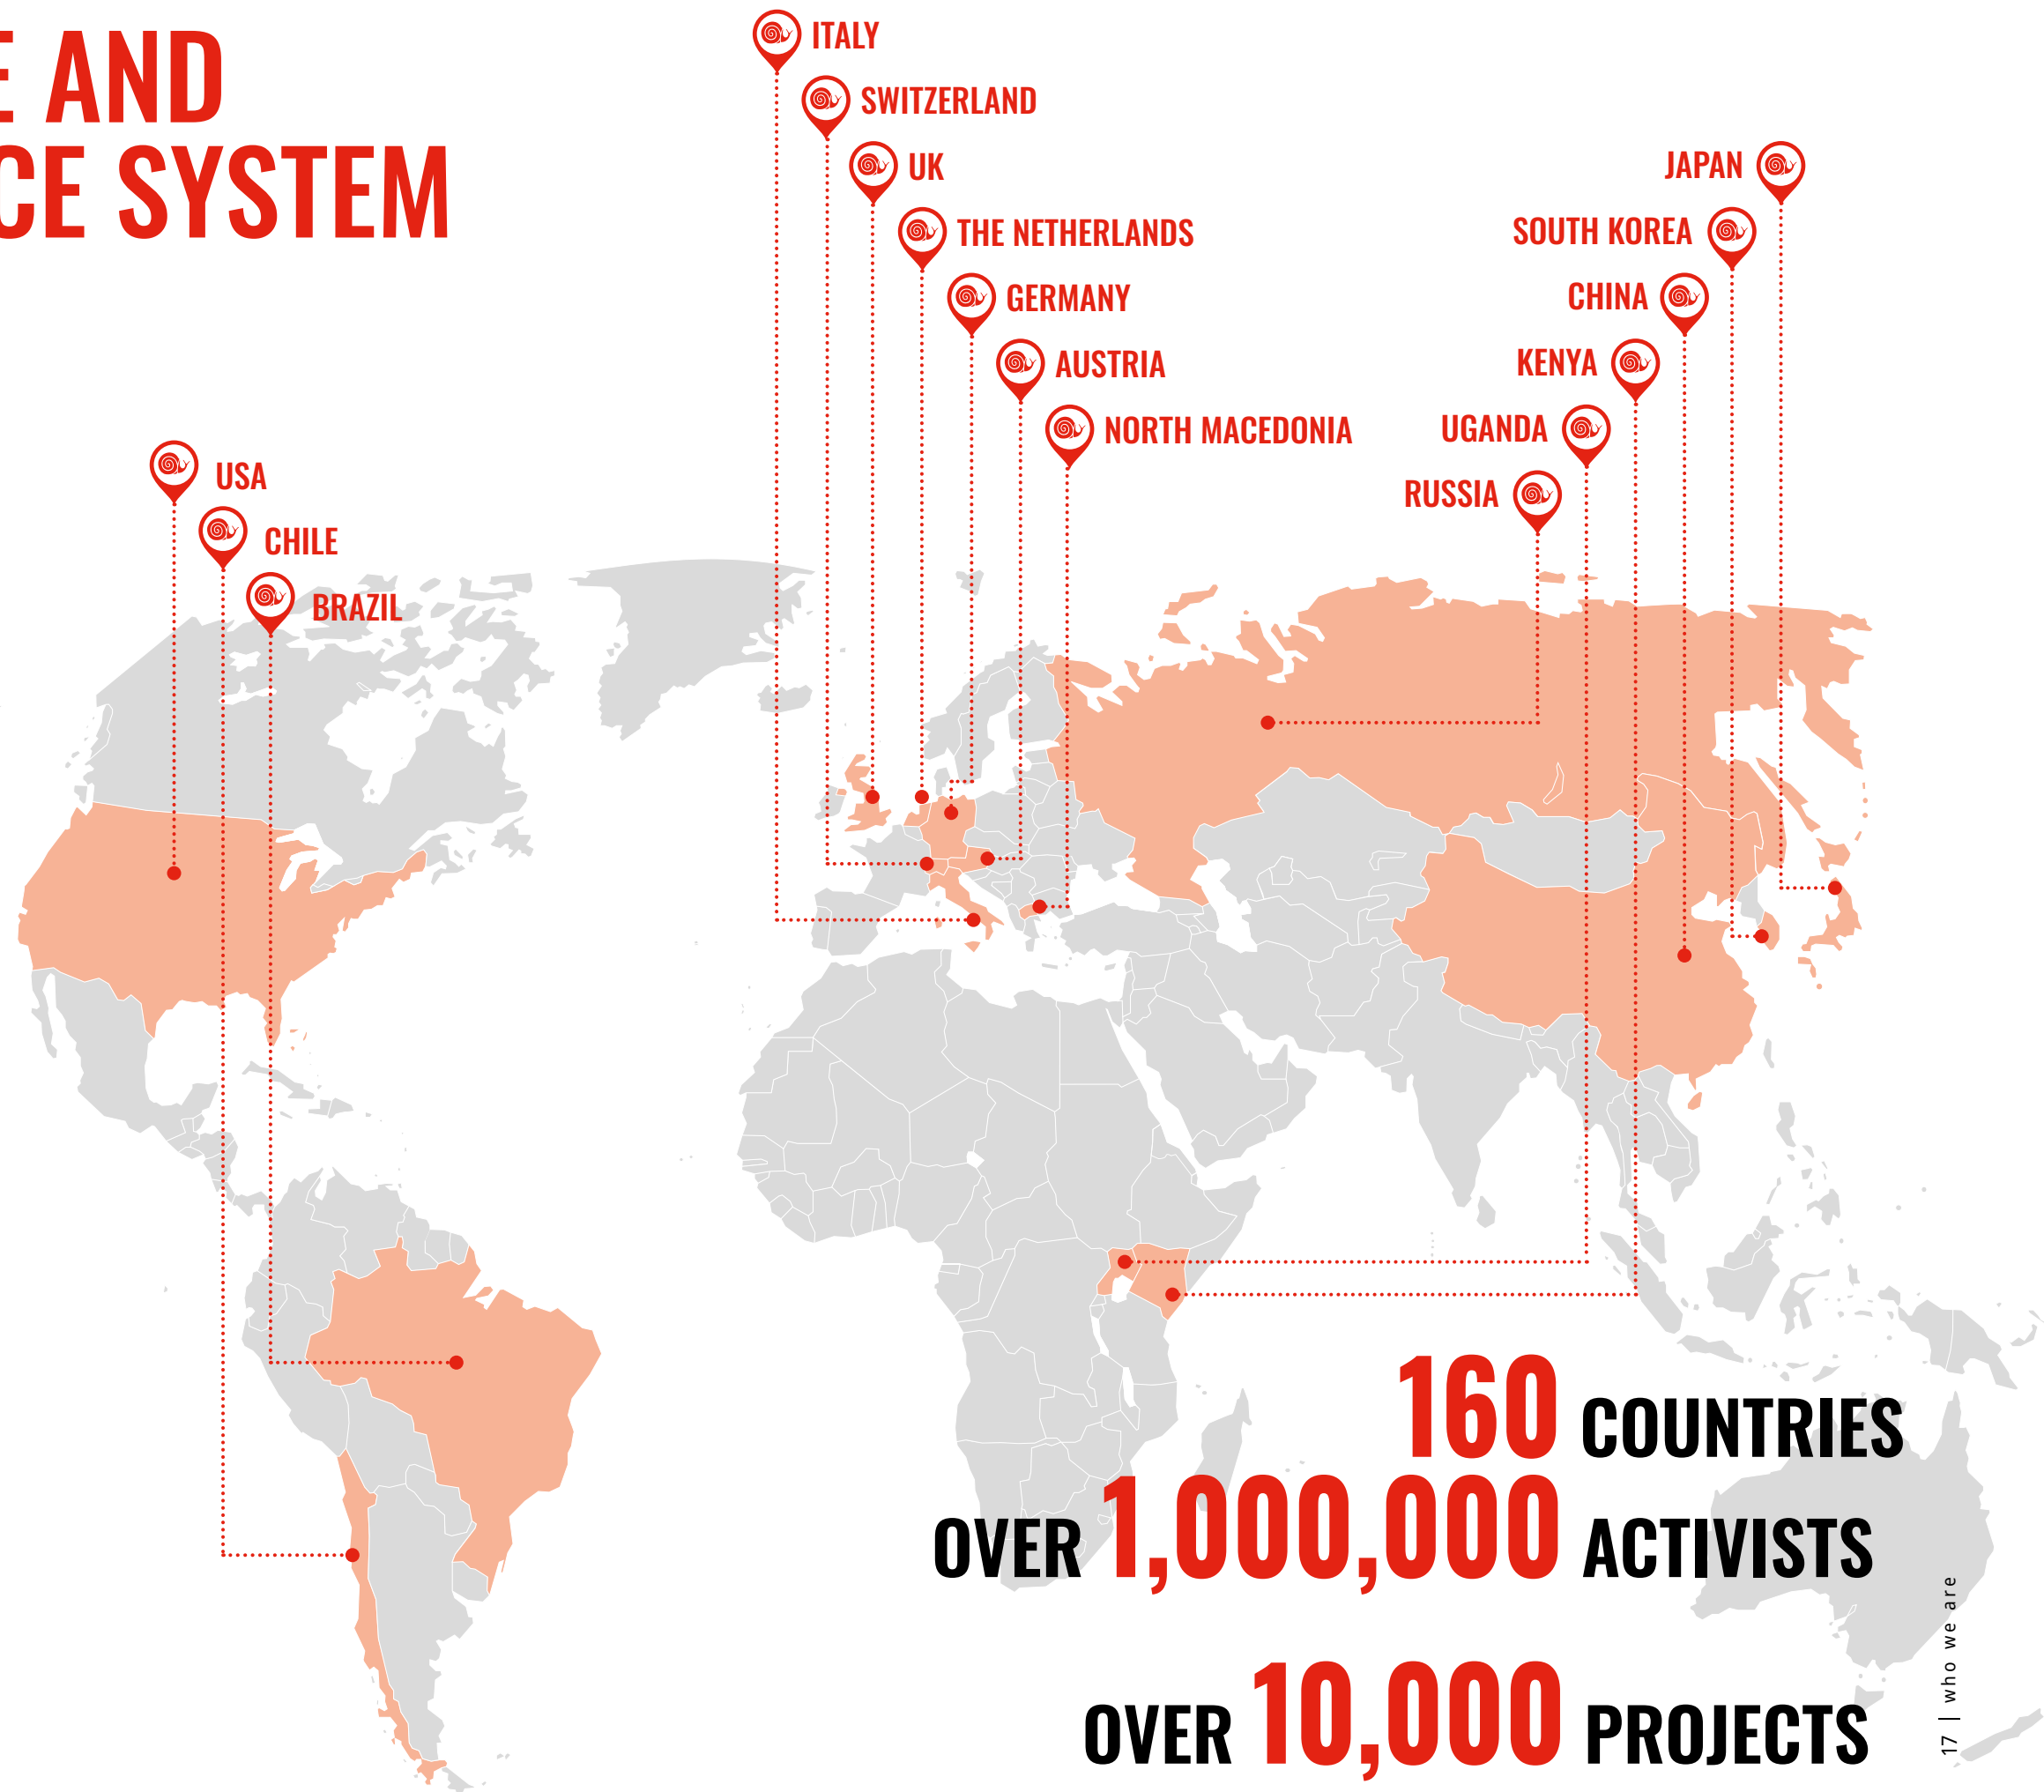 E AND
CE SYSTEM
ITALY
SWITZERLAND
UK
THE NETHERLANDS
GERMANY
AUSTRIA
NORTH MACEDONIA
JAPAN
SOUTH KOREA
CHINA
KENYA
UGANDA
RUSSIA
USA
CHILE
BRAZIL
160 COUNTRIES
OVER 1,000,000 ACTIVISTS
OVER 10,000 PROJECTS
17 | who we are